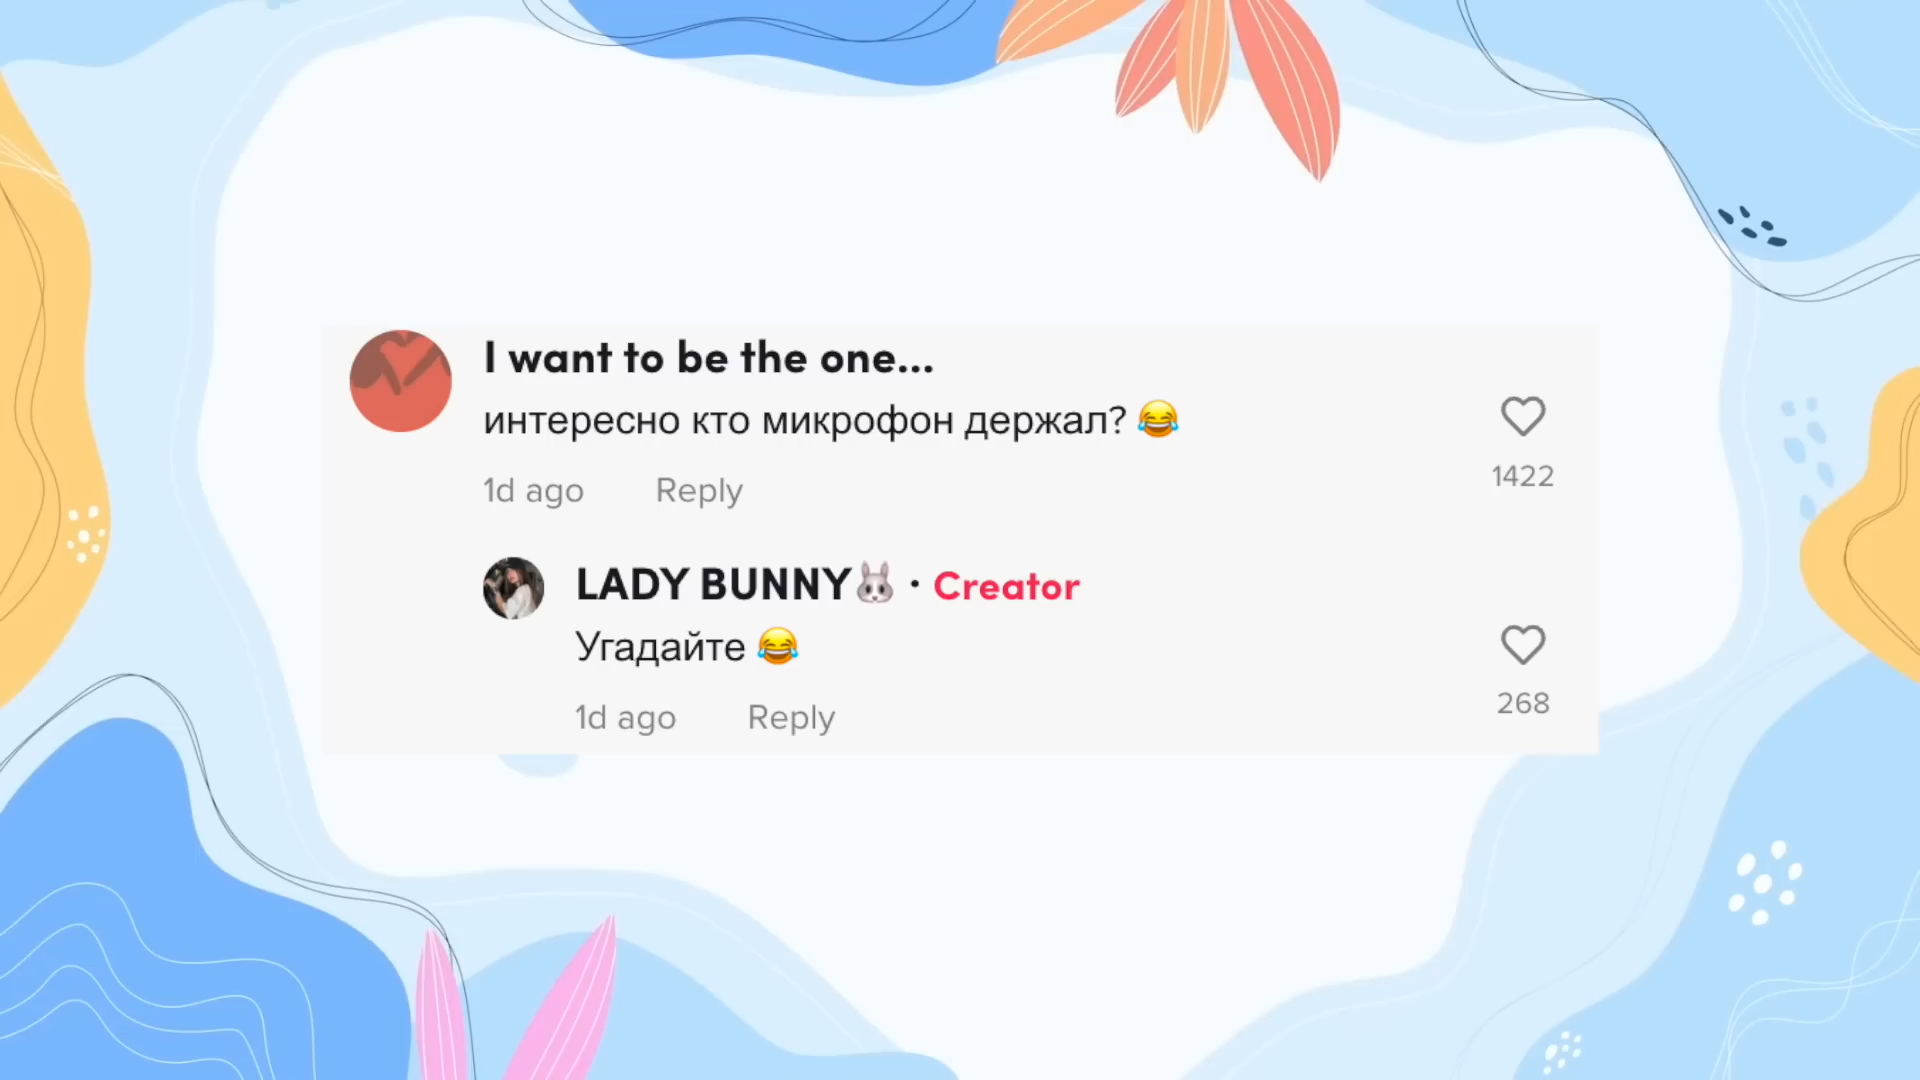 I want to be the one...
интересно кто микрофон держал? 😂
1d ago Reply
1422
LADY BUNNY🐰 · Creator
Угадайте 😂
1d ago Reply
268